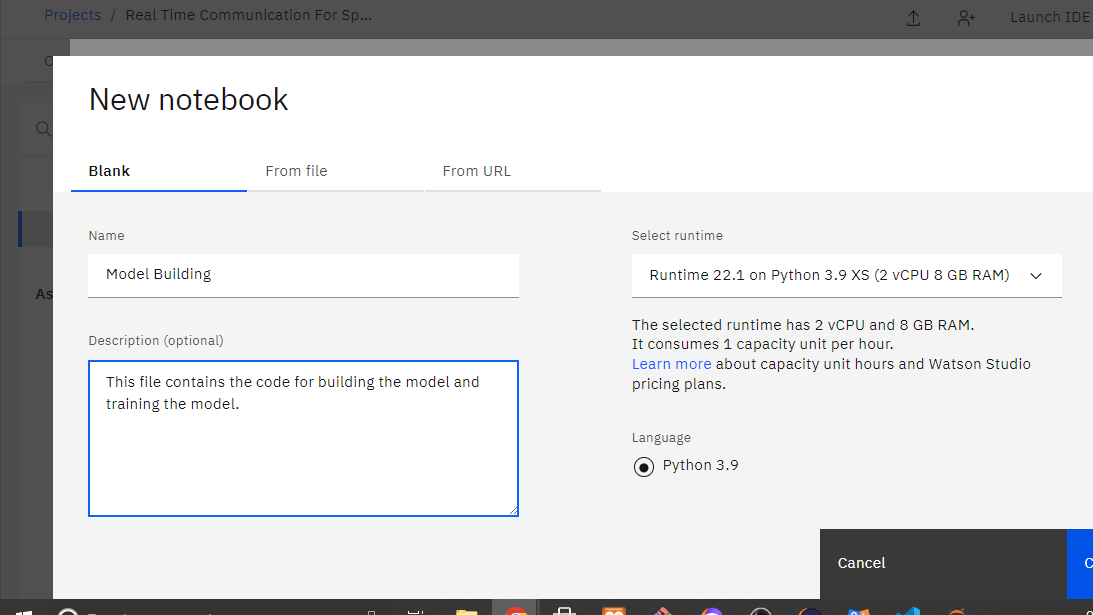 Projects / Real Time Communication For Sp...
Launch IDE
New notebook
Blank
From file
From URL
Name
Model Building
Description (optional)
This file contains the code for building the model and
training the model.
Select runtime
Runtime 22.1 on Python 3.9 XS (2 vCPU 8 GB RAM)
The selected runtime has 2 vCPU and 8 GB RAM.
It consumes 1 capacity unit per hour.
Learn more about capacity unit hours and Watson Studio
pricing plans.
Language
Python 3.9
As
Cancel